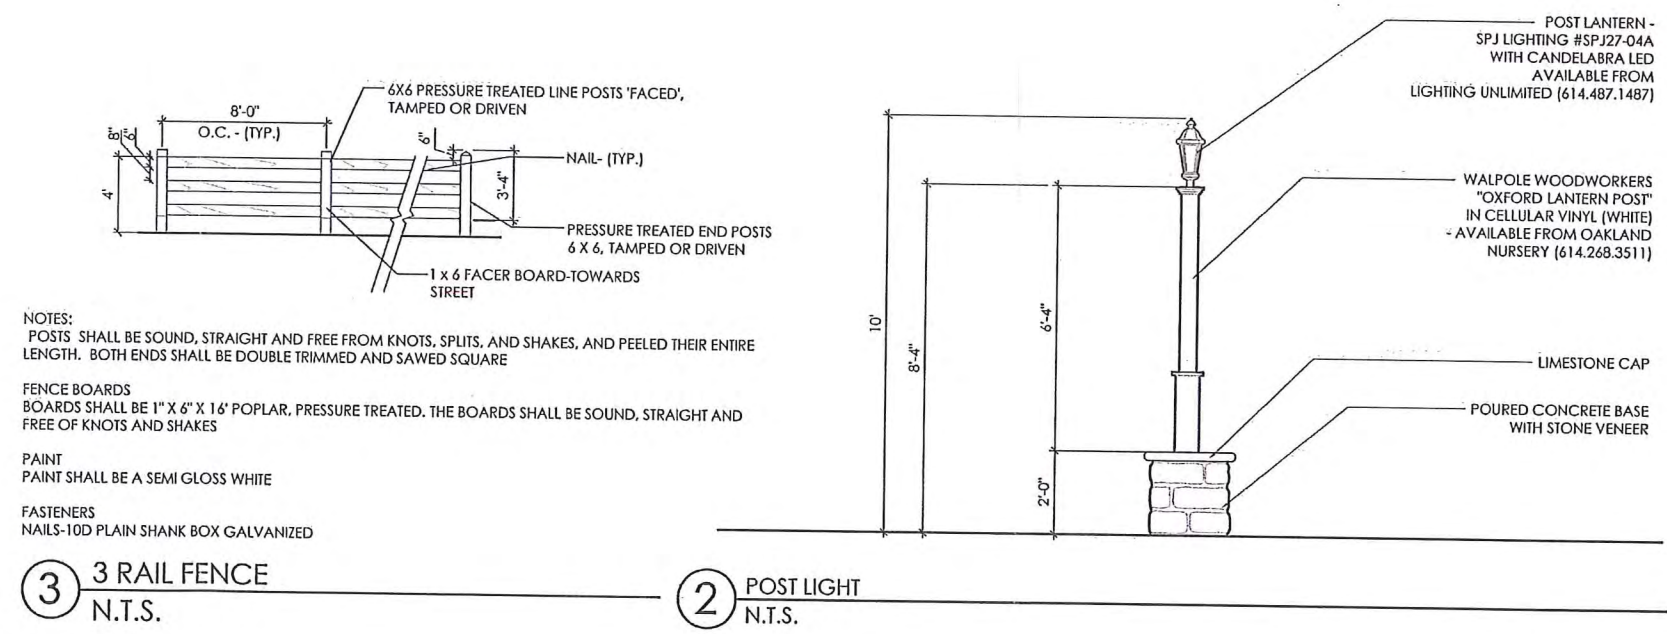 8'-0"
O.C. - (TYP.)
8"
6"
4'
6"
3'-4"
6X6 PRESSURE TREATED LINE POSTS 'FACED',
TAMPED OR DRIVEN
NAIL- (TYP.)
PRESSURE TREATED END POSTS
6 X 6, TAMPED OR DRIVEN
1 x 6 FACER BOARD-TOWARDS
STREET
NOTES:
POSTS SHALL BE SOUND, STRAIGHT AND FREE FROM KNOTS, SPLITS, AND SHAKES, AND PEELED THEIR ENTIRE
LENGTH. BOTH ENDS SHALL BE DOUBLE TRIMMED AND SAWED SQUARE
FENCE BOARDS
BOARDS SHALL BE 1" X 6" X 16' POPLAR, PRESSURE TREATED. THE BOARDS SHALL BE SOUND, STRAIGHT AND
FREE OF KNOTS AND SHAKES
PAINT
PAINT SHALL BE A SEMI GLOSS WHITE
FASTENERS
NAILS-10D PLAIN SHANK BOX GALVANIZED
3
3 RAIL FENCE
N.T.S.
POST LANTERN -
SPJ LIGHTING #SPJ27-04A
WITH CANDELABRA LED
AVAILABLE FROM
LIGHTING UNLIMITED (614.487.1487)
WALPOLE WOODWORKERS
"OXFORD LANTERN POST"
IN CELLULAR VINYL (WHITE)
- AVAILABLE FROM OAKLAND
NURSERY (614.268.3511)
10'
8'-4"
6'-4"
2'-0"
LIMESTONE CAP
POURED CONCRETE BASE
WITH STONE VENEER
2
POST LIGHT
N.T.S.